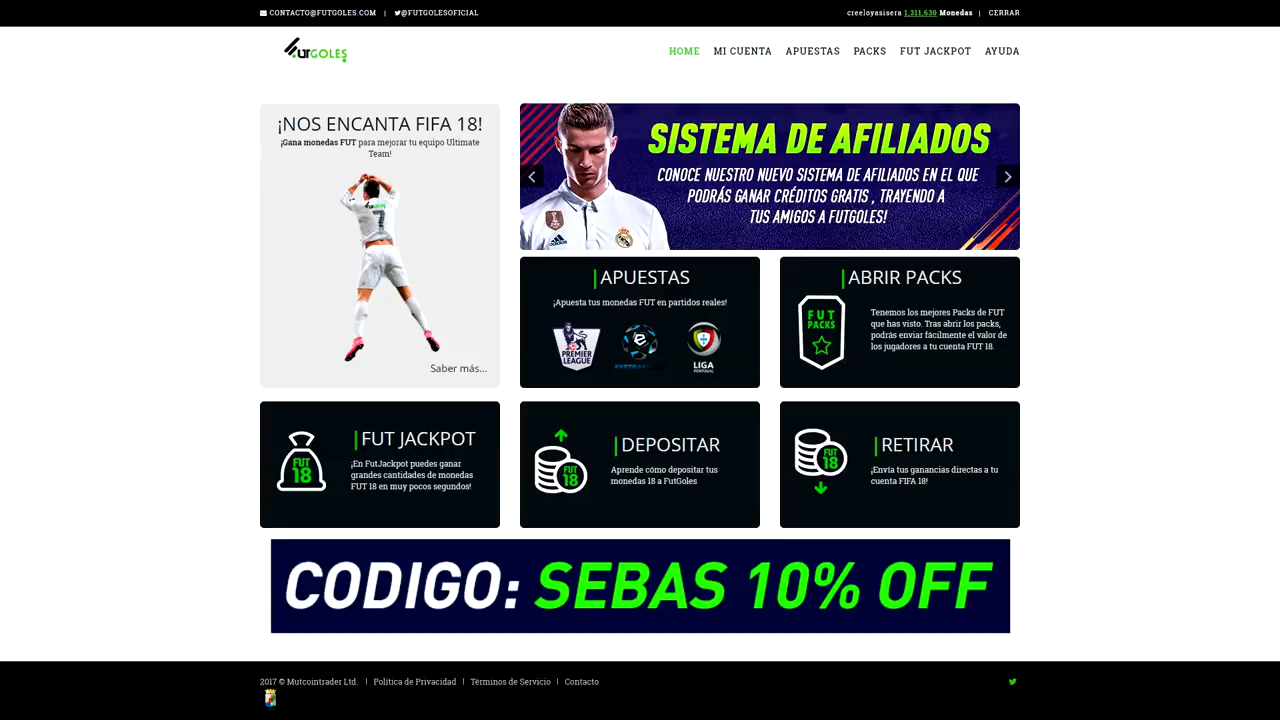 CONTACTO@FUTGOLES.COM | @FUTGOLESOFICIAL
creeloyasisera 1,311,630 Monedas | CERRAR
FUTGOLES
HOME MI CUENTA APUESTAS PACKS FUT JACKPOT AYUDA
¡NOS ENCANTA FIFA 18!
¡Gana monedas FUT para mejorar tu equipo Ultimate
Team!
7
Saber más...
SISTEMA DE AFILIADOS
CONOCE NUESTRO NUEVO SISTEMA DE AFILIADOS EN EL QUE
PODRÁS GANAR CRÉDITOS GRATIS , TRAYENDO A
TUS AMIGOS A FUTGOLES!
|APUESTAS
¡Apuesta tus monedas FUT en partidos reales!
PREMIER
LEAGUE
LIGA
PORTUGAL
|ABRIR PACKS
FUT
PACKS
Tenemos los mejores Packs de FUT
que has visto. Tras abrir los packs,
podrás enviar fácilmente el valor de
los jugadores a tu cuenta FUT 18.
FUT
18
|FUT JACKPOT
¡En FutJackpot puedes ganar
grandes cantidades de monedas
FUT 18 en muy pocos segundos!
FUT
18
|DEPOSITAR
Aprende cómo depositar tus
monedas 18 a FutGoles
FUT
18
|RETIRAR
¡Envía tus ganancias directas a tu
cuenta FIFA 18!
CODIGO: SEBAS 10% OFF
2017 © Mutcointrader Ltd. | Política de Privacidad | Términos de Servicio | Contacto